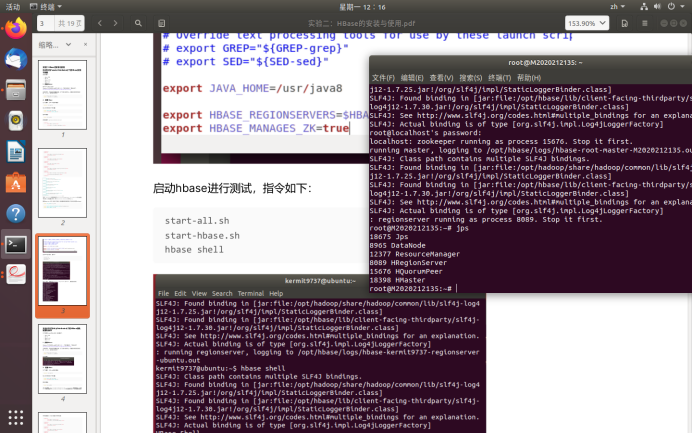 活动
终端
星期一 12：16
zh
3
共 19 页
实验二：HBase的安装与使用.pdf
153.90%
缩略...
1
2
3
4
# Override text processing tools for use by these launch scrip
# export GREP="${GREP-grep}"
# export SED="${SED-sed}"
export JAVA_HOME=/usr/java8
export HBASE_REGIONSERVERS=$HBA
export HBASE_MANAGES_ZK=true
启动hbase进行测试，指令如下：
start-all.sh
start-hbase.sh
hbase shell
kermit9737@ubuntu:~
File Edit View Search Terminal Help
SLF4J: Found binding in [jar:file:/opt/hadoop/share/hadoop/common/lib/slf4j-log4
j12-1.7.25.jar!/org/slf4j/impl/StaticLoggerBinder.class]
SLF4J: Found binding in [jar:file:/opt/hbase/lib/client-facing-thirdparty/slf4j-
log4j12-1.7.30.jar!/org/slf4j/impl/StaticLoggerBinder.class]
SLF4J: See http://www.slf4j.org/codes.html#multiple_bindings for an explanation.
SLF4J: Actual binding is of type [org.slf4j.impl.Log4jLoggerFactory]
: running regionserver, logging to /opt/hbase/logs/hbase-kermit9737-regionserver
-ubuntu.out
kermit9737@ubuntu:~$ hbase shell
SLF4J: Class path contains multiple SLF4J bindings.
SLF4J: Found binding in [jar:file:/opt/hadoop/share/hadoop/common/lib/slf4j-log4
j12-1.7.25.jar!/org/slf4j/impl/StaticLoggerBinder.class]
SLF4J: Found binding in [jar:file:/opt/hbase/lib/client-facing-thirdparty/slf4j-
log4j12-1.7.30.jar!/org/slf4j/impl/StaticLoggerBinder.class]
SLF4J: See http://www.slf4j.org/codes.html#multiple_bindings for an explanation.
SLF4J: Actual binding is of type [org.slf4j.impl.Log4jLoggerFactory]
HBase Shell
root@M2020212135: ~
文件(F) 编辑(E) 查看(V) 搜索(S) 终端(T) 帮助(H)
j12-1.7.25.jar!/org/slf4j/impl/StaticLoggerBinder.class]
SLF4J: Found binding in [jar:file:/opt/hbase/lib/client-facing-thirdparty/s
log4j12-1.7.30.jar!/org/slf4j/impl/StaticLoggerBinder.class]
SLF4J: See http://www.slf4j.org/codes.html#multiple_bindings for an explana
SLF4J: Actual binding is of type [org.slf4j.impl.Log4jLoggerFactory]
root@localhost's password:
localhost: zookeeper running as process 15676. Stop it first.
running master, logging to /opt/hbase/logs/hbase-root-master-M2020212135.ou
SLF4J: Class path contains multiple SLF4J bindings.
SLF4J: Found binding in [jar:file:/opt/hadoop/share/hadoop/common/lib/slf4j
j12-1.7.25.jar!/org/slf4j/impl/StaticLoggerBinder.class]
SLF4J: Found binding in [jar:file:/opt/hbase/lib/client-facing-thirdparty/s
log4j12-1.7.30.jar!/org/slf4j/impl/StaticLoggerBinder.class]
SLF4J: See http://www.slf4j.org/codes.html#multiple_bindings for an explana
SLF4J: Actual binding is of type [org.slf4j.impl.Log4jLoggerFactory]
: regionserver running as process 8089. Stop it first.
root@M2020212135:~# jps
18675 Jps
8965 DataNode
12377 ResourceManager
8089 HRegionServer
15676 HQuorumPeer
18398 HMaster
root@M2020212135:~#